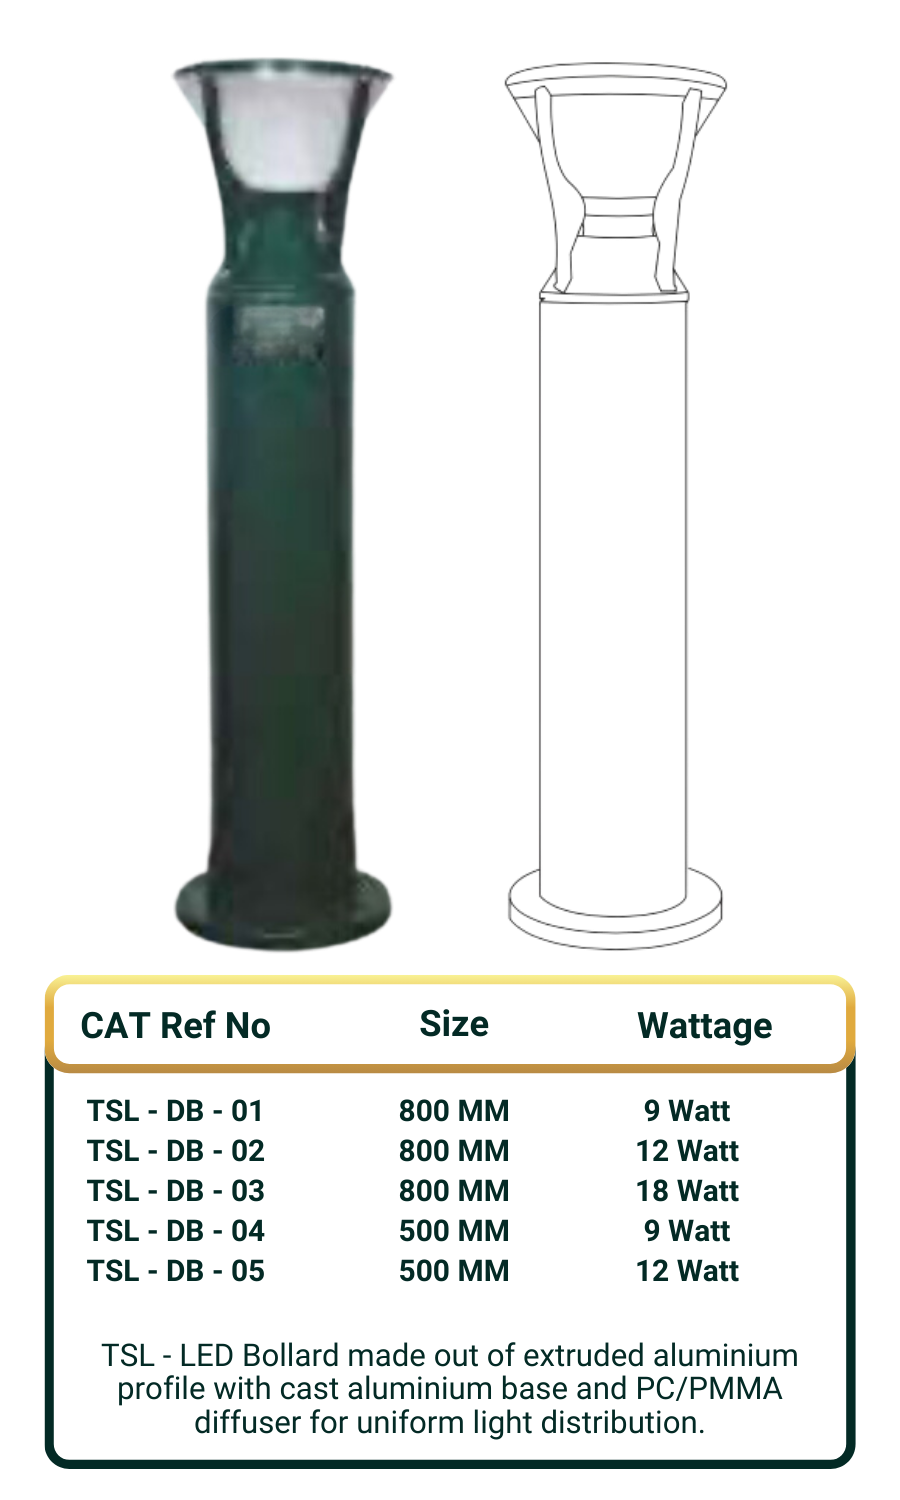 CAT Ref No Size Wattage
TSL - DB - 01 800 MM 9 Watt
TSL - DB - 02 800 MM 12 Watt
TSL - DB - 03 800 MM 18 Watt
TSL - DB - 04 500 MM 9 Watt
TSL - DB - 05 500 MM 12 Watt
TSL - LED Bollard made out of extruded aluminium
profile with cast aluminium base and PC/PMMA
diffuser for uniform light distribution.